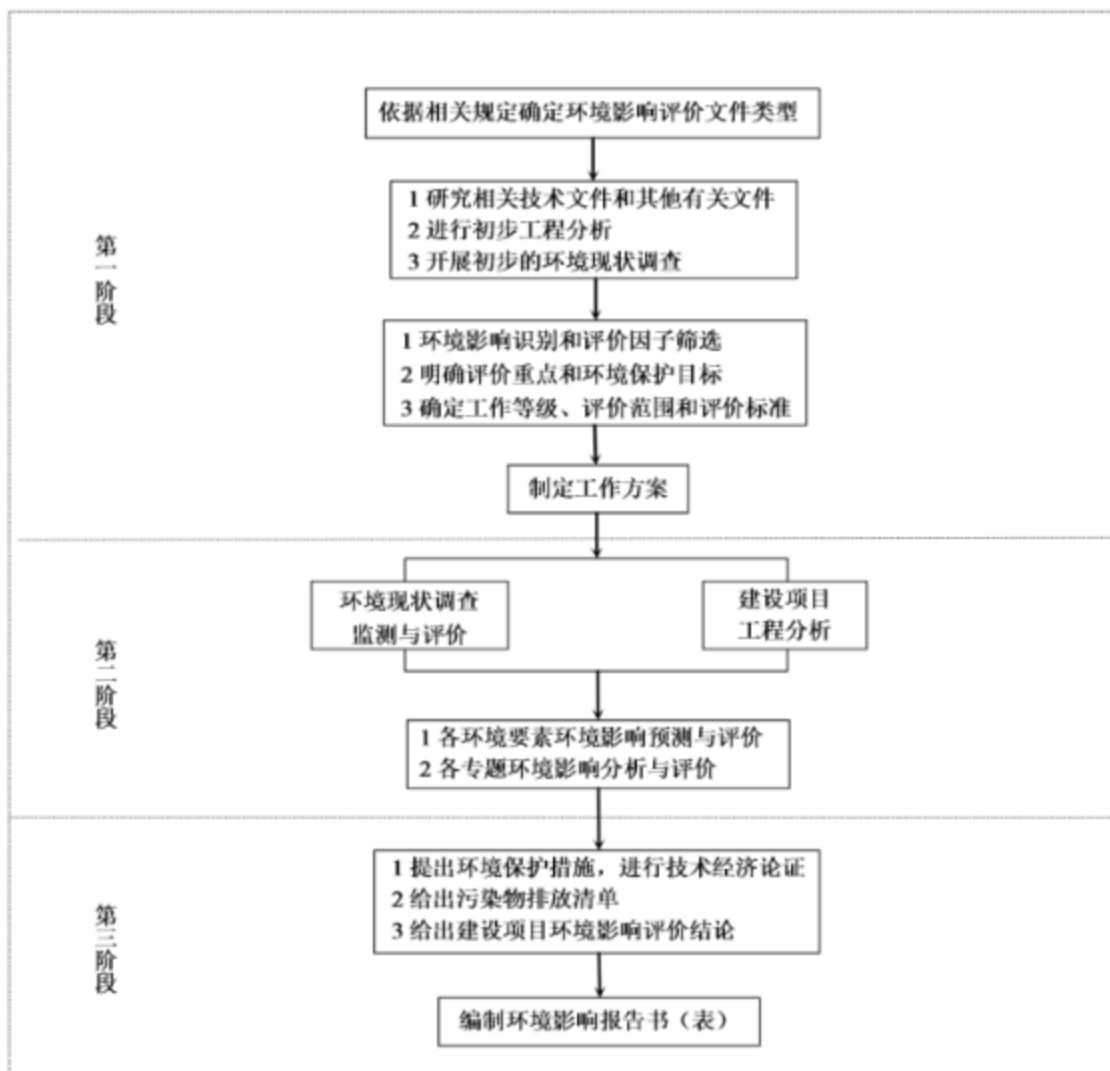 依据相关规定确定环境影响评价文件类型
1 研究相关技术文件和其他有关文件
2 进行初步工程分析
3 开展初步的环境现状调查
第一阶段
1 环境影响识别和评价因子筛选
2 明确评价重点和环境保护目标
3 确定工作等级、评价范围和评价标准
制定工作方案
环境现状调查
监测与评价
建设项目
工程分析
第二阶段
1 各环境要素环境影响预测与评价
2 各专题环境影响分析与评价
1 提出环境保护措施，进行技术经济论证
2 给出污染物排放清单
3 给出建设项目环境影响评价结论
第三阶段
编制环境影响报告书（表）